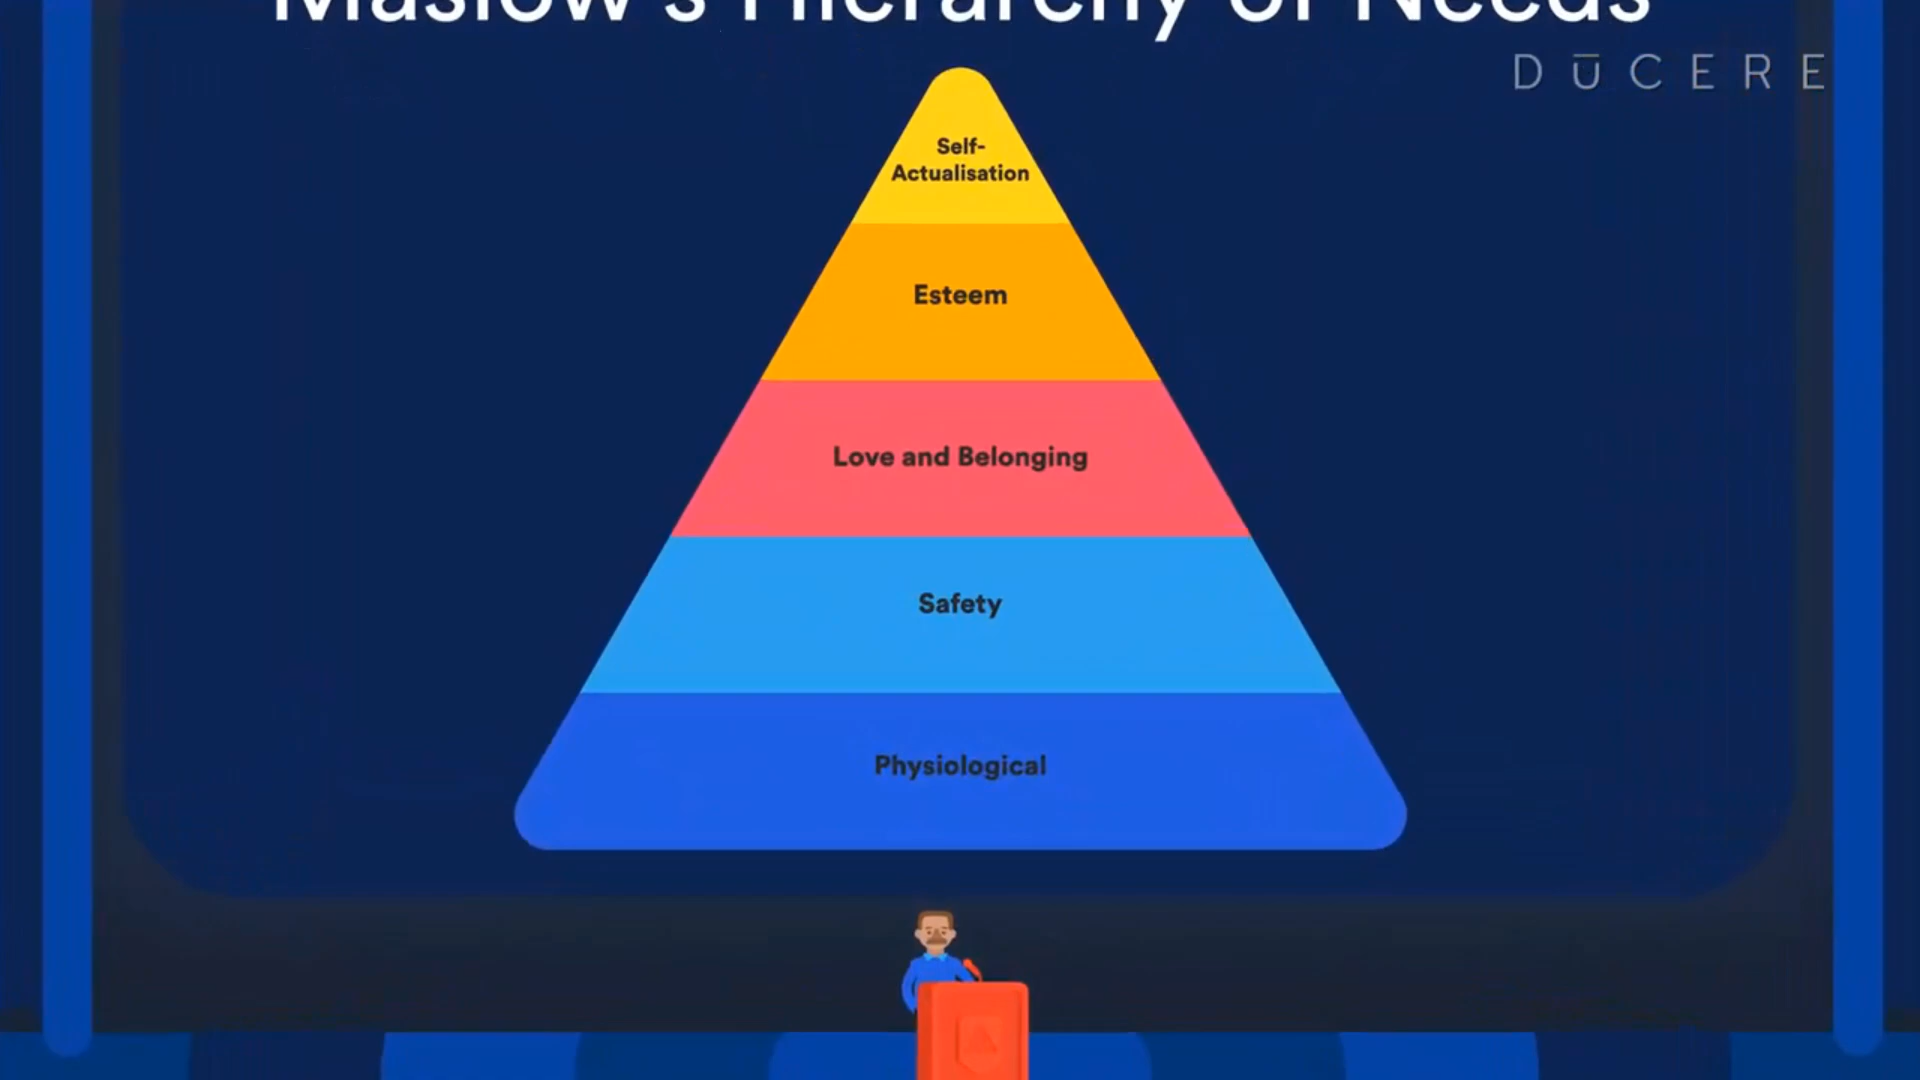 Maslow's Hierarchy of Needs
DūCERE
Self-
Actualisation
Esteem
Love and Belonging
Safety
Physiological